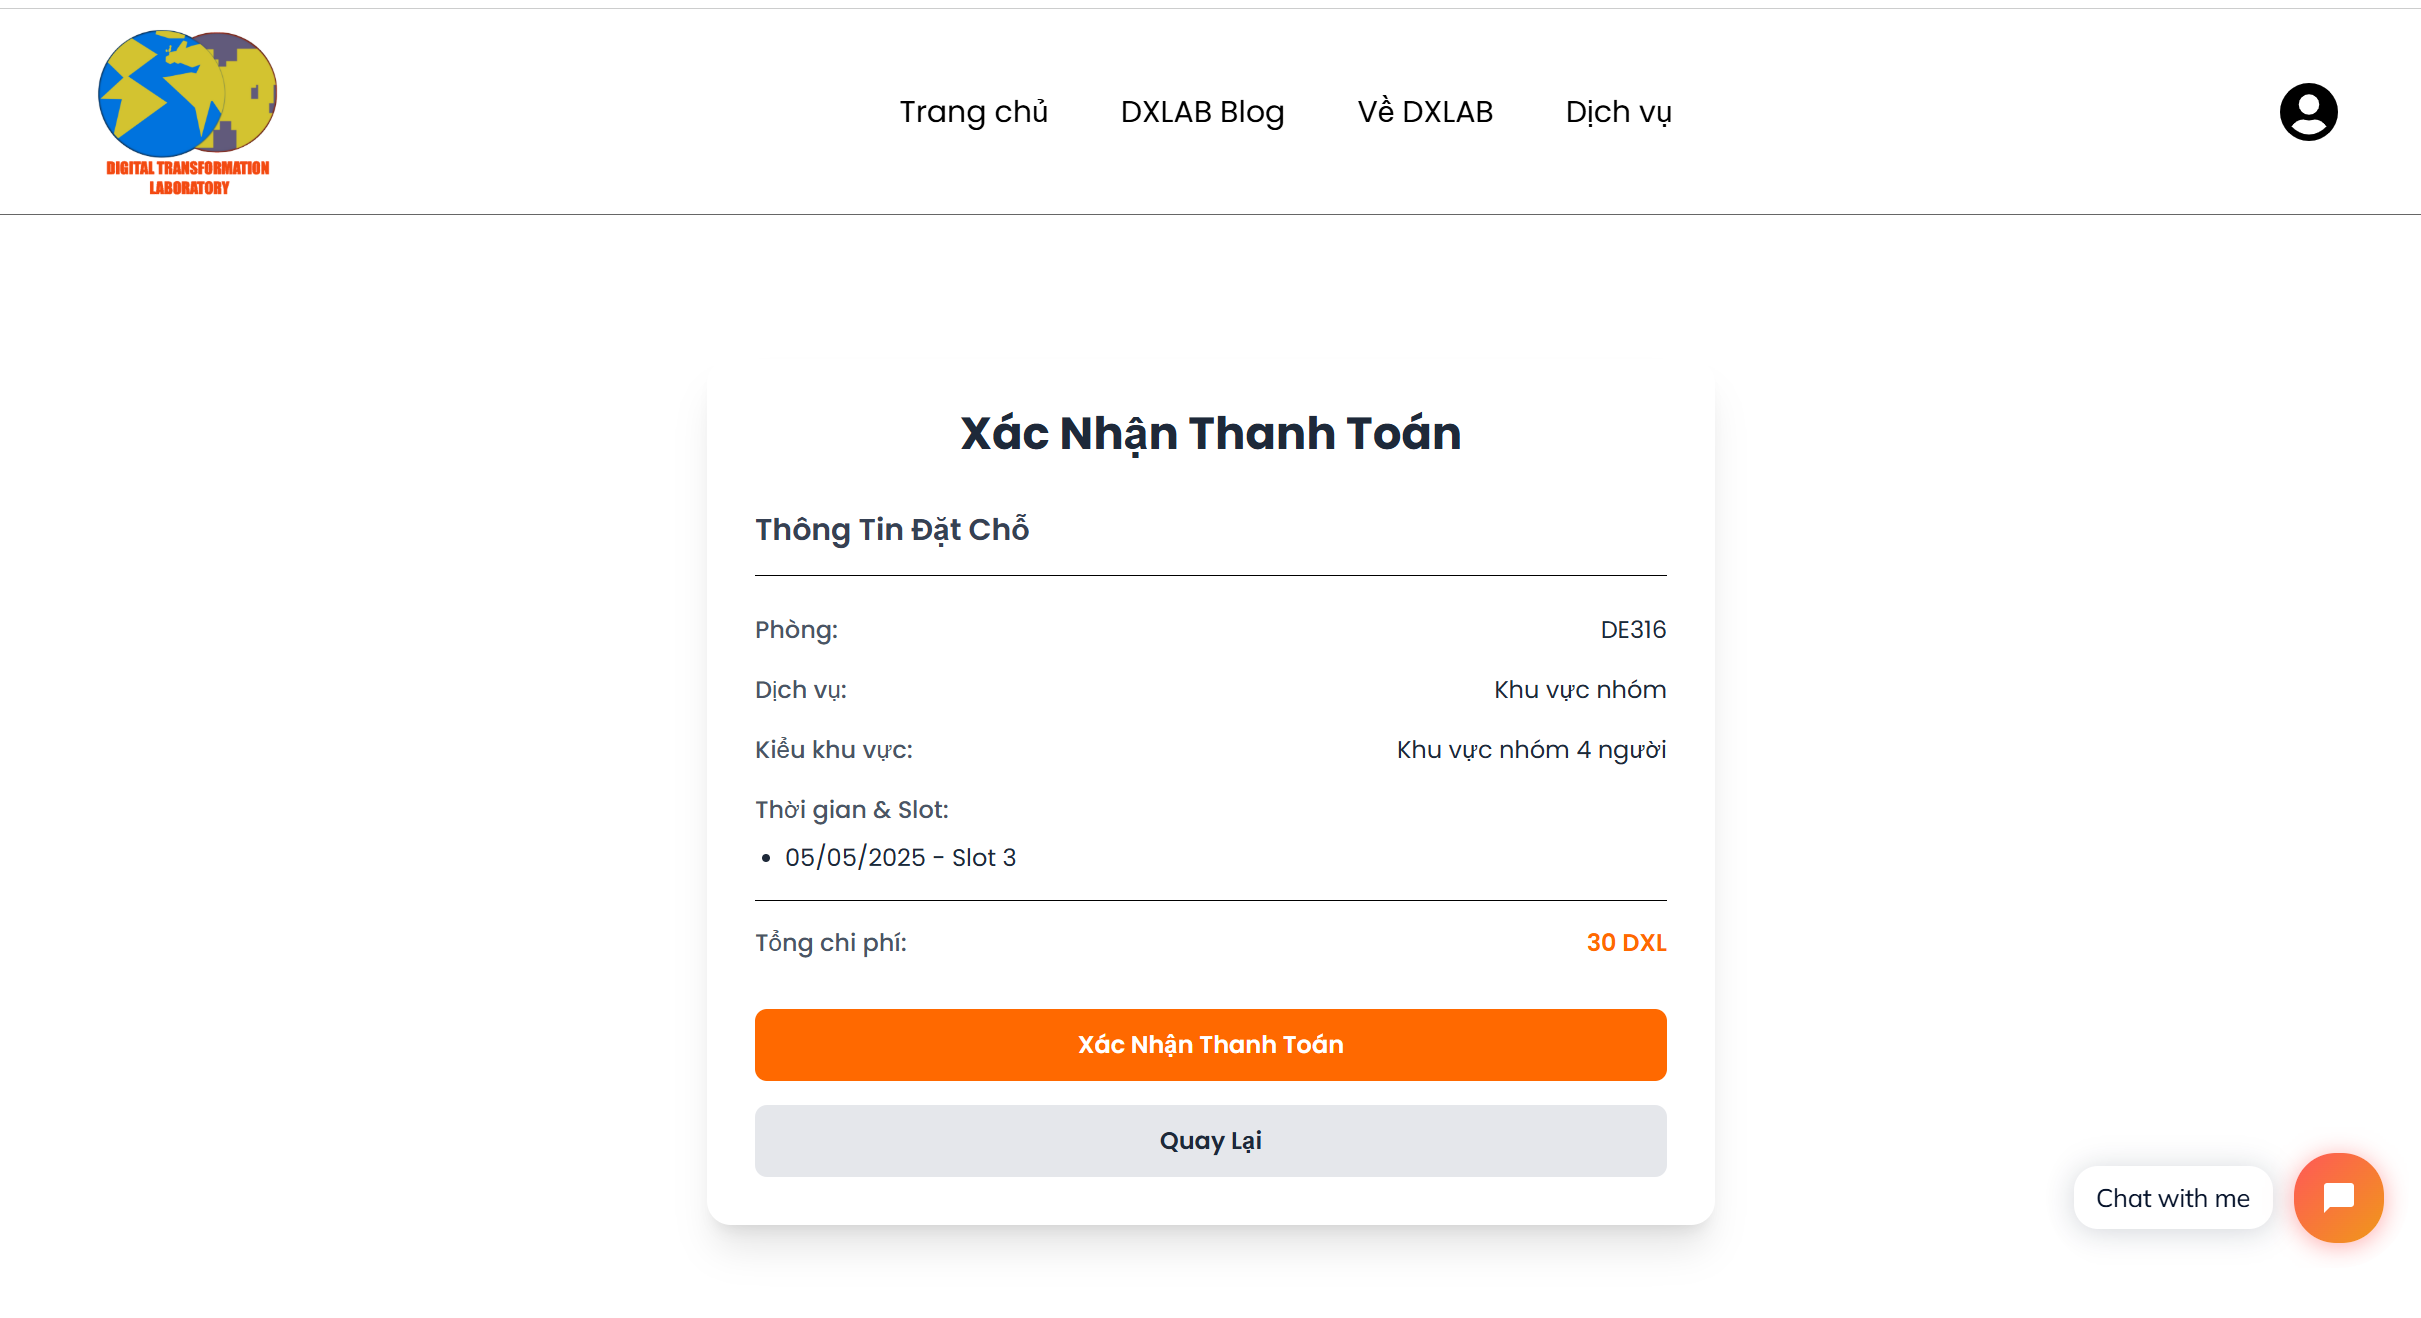 DIGITAL TRANSFORMATION
LABORATORY
Trang chủ
DXLAB Blog
Về DXLAB
Dịch vụ
Xác Nhận Thanh Toán
Thông Tin Đặt Chỗ
Phòng: DE316
Dịch vụ: Khu vực nhóm
Kiểu khu vực: Khu vực nhóm 4 người
Thời gian & Slot:
• 05/05/2025 - Slot 3
Tổng chi phí: 30 DXL
Xác Nhận Thanh Toán
Quay Lại
Chat with me